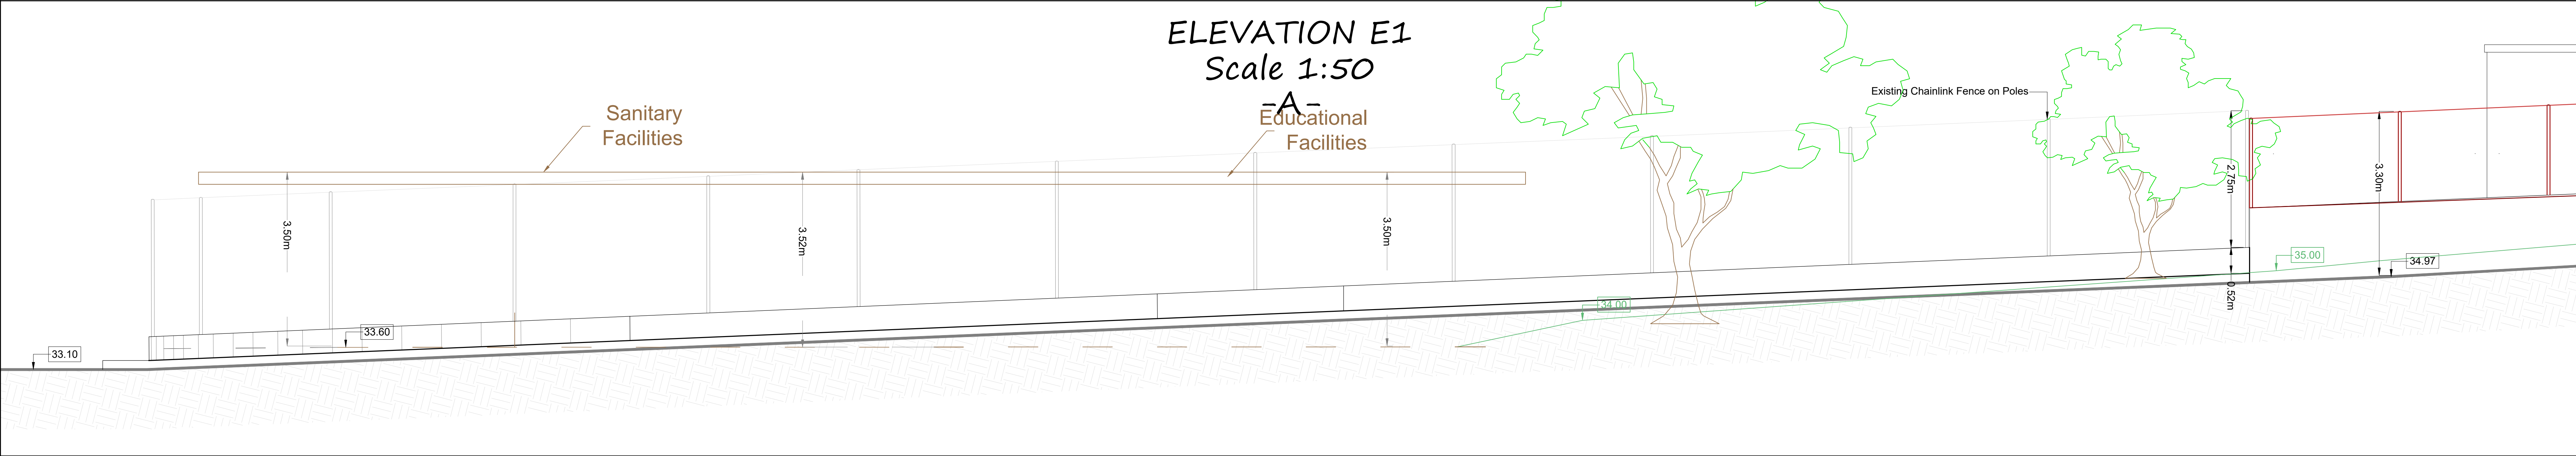 ELEVATION E1
Scale 1:50
-A-
Sanitary
Facilities
Educational
Facilities
Existing Chainlink Fence on Poles
3.50m
3.52m
3.50m
2.75m
3.30m
0.52m
33.10
33.60
34.00
35.00
34.97